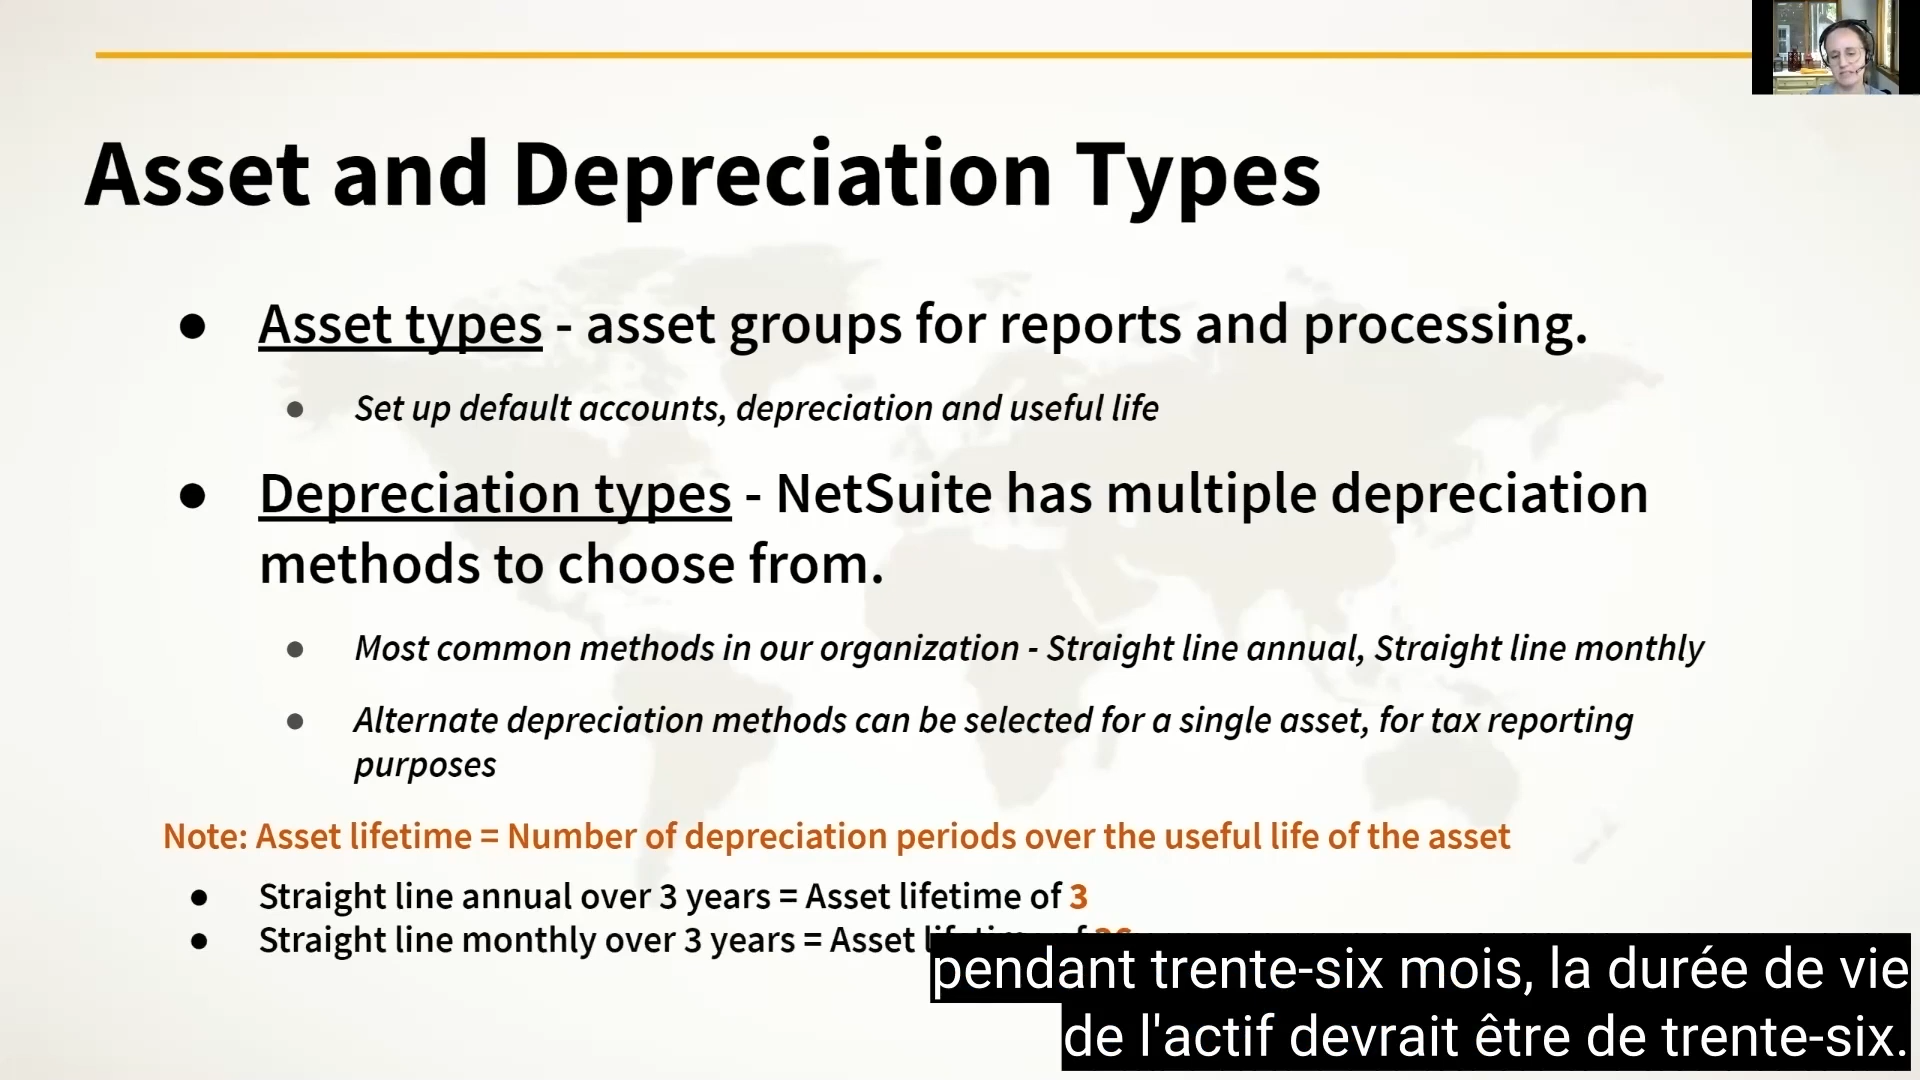 Asset and Depreciation Types
● Asset types - asset groups for reports and processing.
● Set up default accounts, depreciation and useful life
● Depreciation types - NetSuite has multiple depreciation
methods to choose from.
● Most common methods in our organization - Straight line annual, Straight line monthly
● Alternate depreciation methods can be selected for a single asset, for tax reporting
purposes
Note: Asset lifetime = Number of depreciation periods over the useful life of the asset
● Straight line annual over 3 years = Asset lifetime of 3
● Straight line monthly over 3 years = Asset
pendant trente-six mois, la durée de vie
de l'actif devrait être de trente-six.